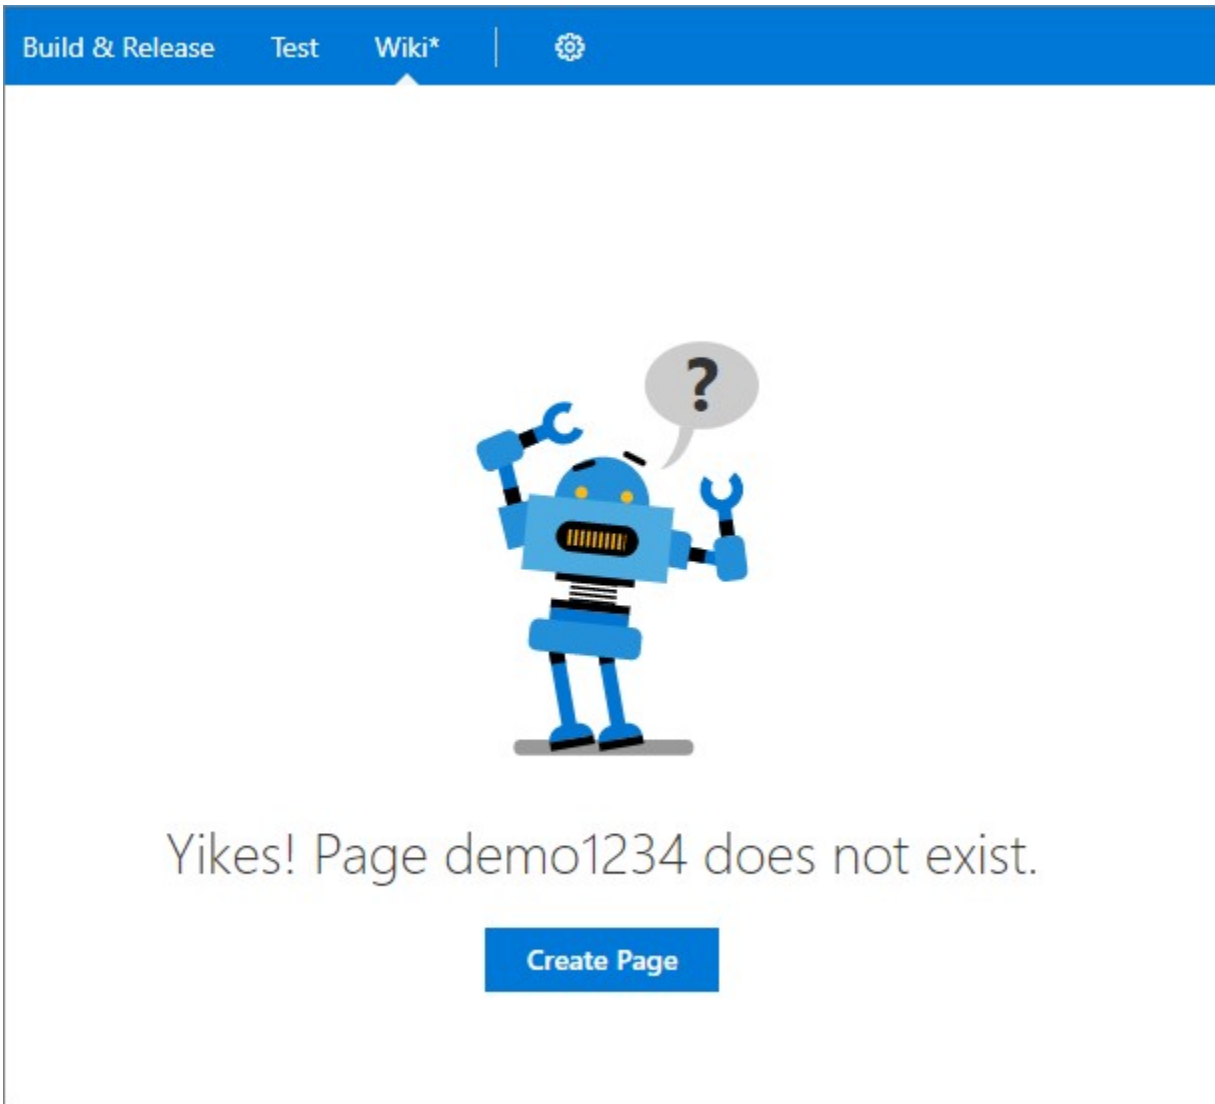 Build & Release Test Wiki*
?
Yikes! Page demo1234 does not exist.
Create Page